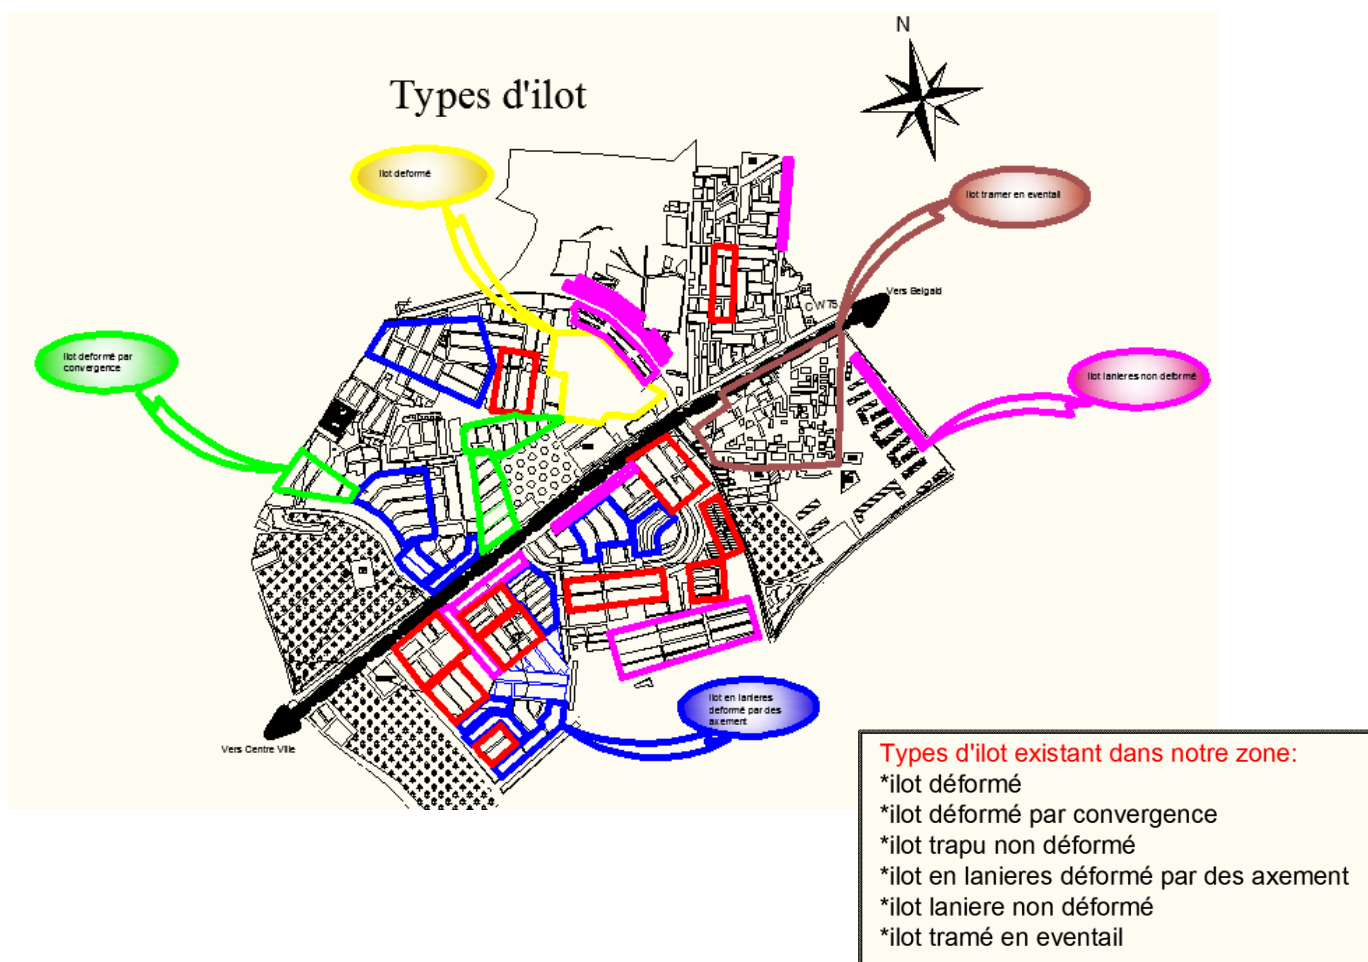 N
Types d'ilot
Ilot deformé
Ilot tramer en eventail
Vers Belgaid
C W 75
Ilot deformé par
convergence
Ilot lanieres non deformé
Ilot en lanieres
deformé par des
axement
Vers Centre Ville
Types d'ilot existant dans notre zone:
*ilot déformé
*ilot déformé par convergence
*ilot trapu non déformé
*ilot en lanieres déformé par des axement
*ilot laniere non déformé
*ilot tramé en eventail